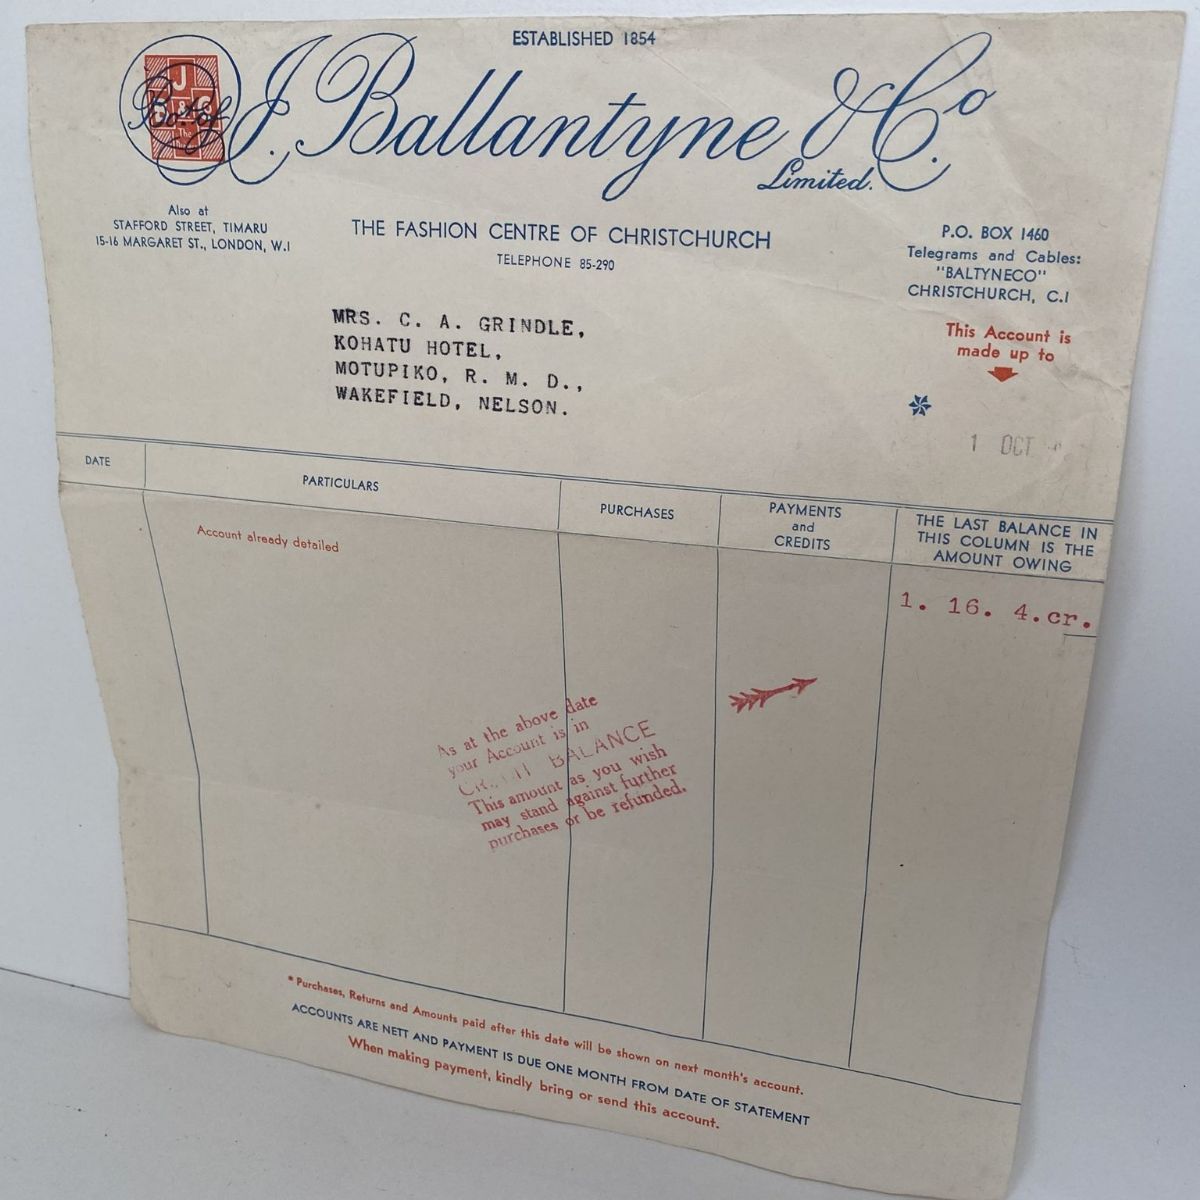 ESTABLISHED 1854
Bot. of J. Ballantyne & Co.
Limited.
Also at
STAFFORD STREET, TIMARU
15-16 MARGARET ST., LONDON, W.1
THE FASHION CENTRE OF CHRISTCHURCH
TELEPHONE 85-290
P.O. BOX 1460
Telegrams and Cables:
"BALTYNECO"
CHRISTCHURCH, C.1
This Account is
made up to
MRS. C. A. GRINDLE,
KOHATU HOTEL,
MOTUPIKO, R. M. D.,
WAKEFIELD, NELSON.
1 OCT
DATE
PARTICULARS
PURCHASES
PAYMENTS
and
CREDITS
THE LAST BALANCE IN
THIS COLUMN IS THE
AMOUNT OWING
Account already detailed
1. 16. 4.cr.
As at the above date
your Account is in
CREDIT BALANCE
This amount as you wish
may stand against further
purchases or be refunded.
* Purchases, Returns and Amounts paid after this date will be shown on next month's account.
ACCOUNTS ARE NETT AND PAYMENT IS DUE ONE MONTH FROM DATE OF STATEMENT
When making payment, kindly bring or send this account.